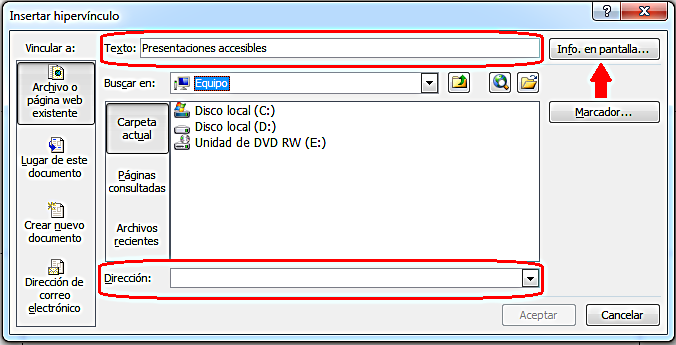 Insertar hipervínculo
Vincular a:
Texto: Presentaciones accesibles
Info. en pantalla...
Archivo o
página web
existente
Buscar en: Equipo
Marcador...
Carpeta
actual
Disco local (C:)
Disco local (D:)
Unidad de DVD RW (E:)
Lugar de este
documento
Páginas
consultadas
Crear nuevo
documento
Archivos
recientes
Dirección de
correo
electrónico
Dirección:
Aceptar
Cancelar